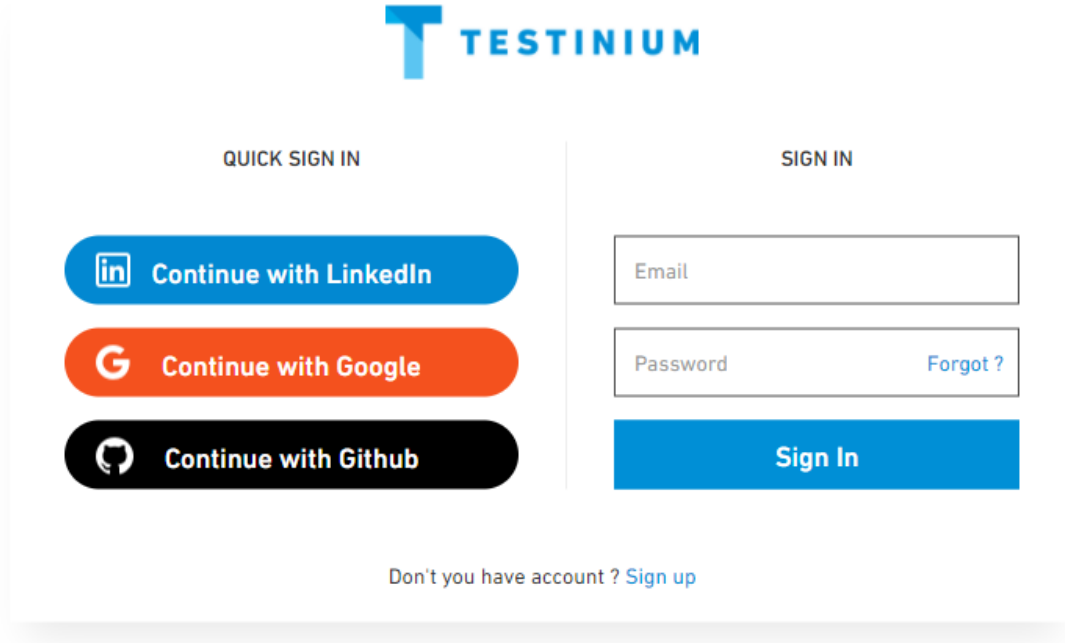 TESTINIUM
QUICK SIGN IN
Continue with LinkedIn
Continue with Google
Continue with Github
SIGN IN
Email
Password Forgot ?
Sign In
Don't you have account ? Sign up